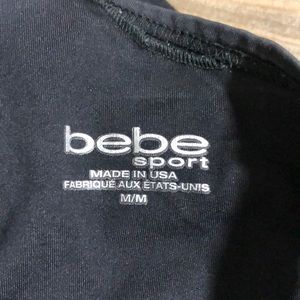 bebe
sport
MADE IN USA
FABRIQUÉ AUX ÉTATS-UNIS
M/M